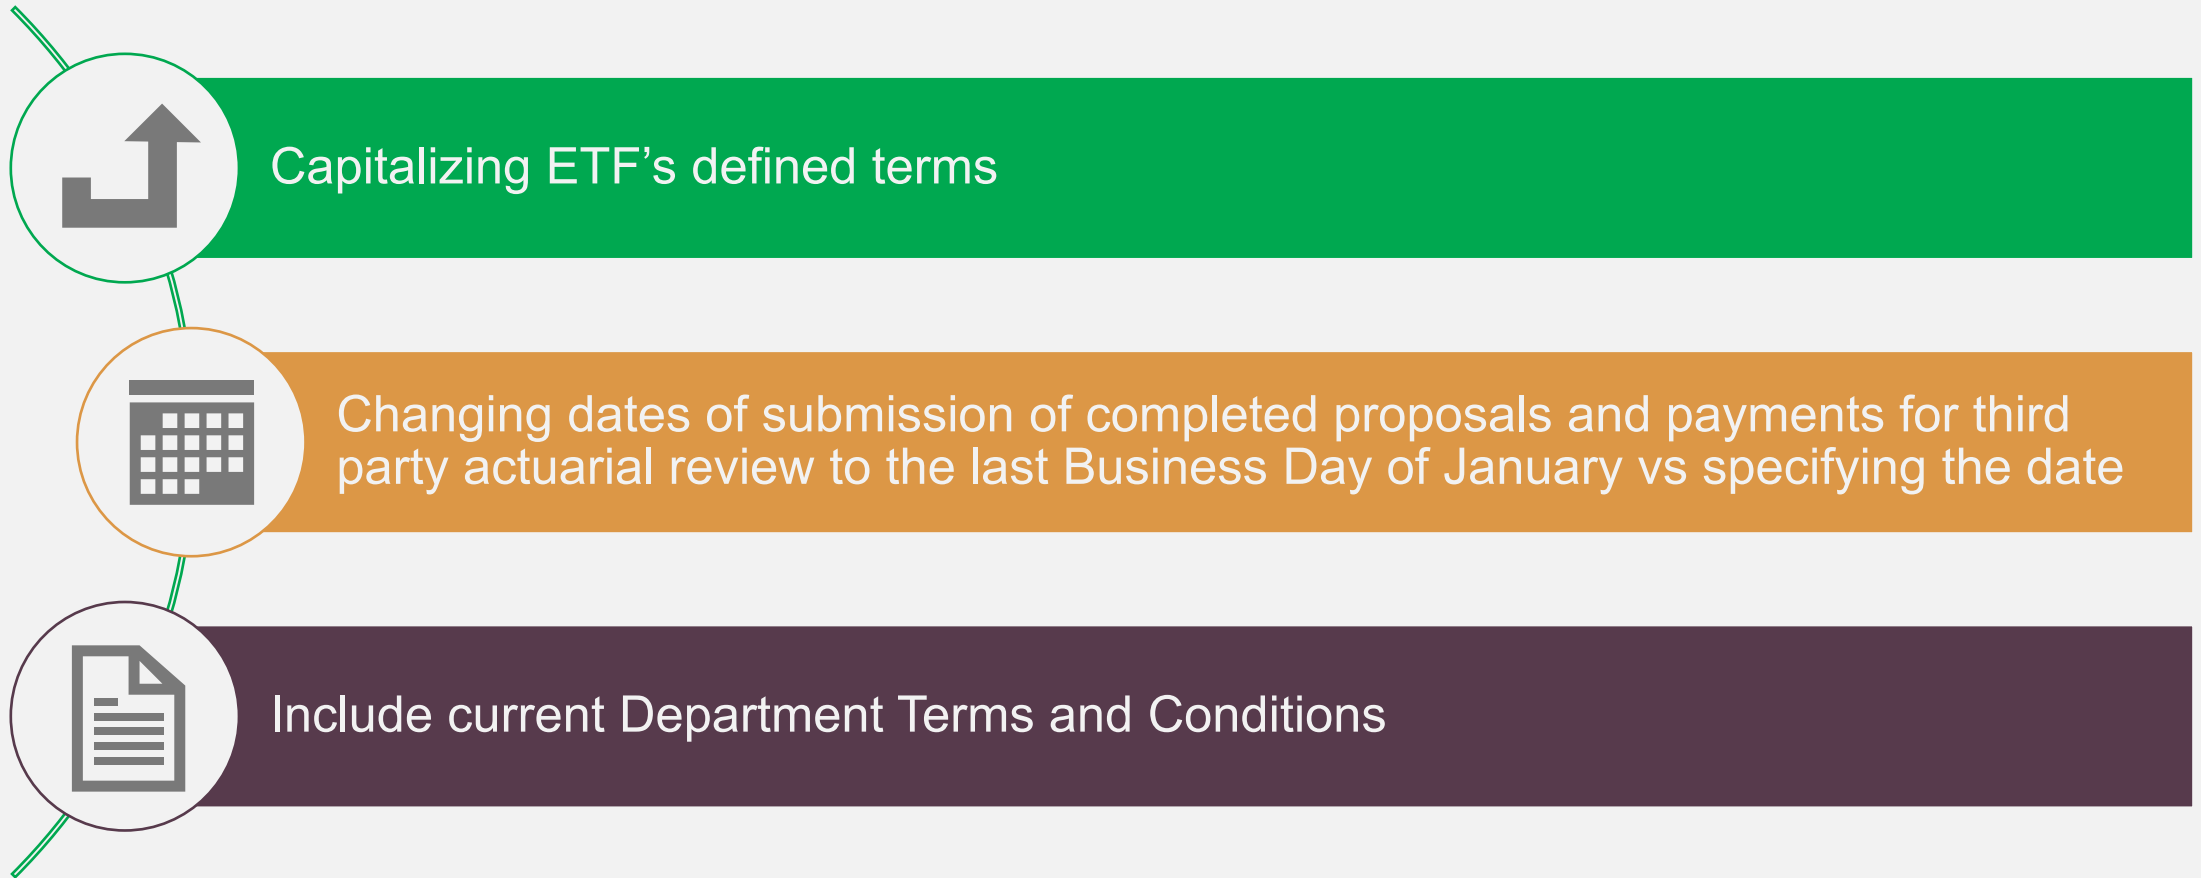 Capitalizing ETF’s defined terms
Changing dates of submission of completed proposals and payments for third
party actuarial review to the last Business Day of January vs specifying the date
Include current Department Terms and Conditions